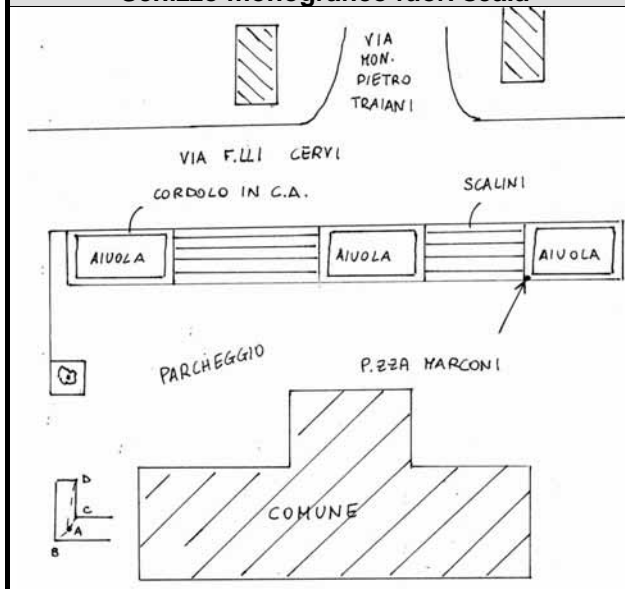 VIA
MON.
PIETRO
TRAIANI
VIA F.LLI CERVI
CORDOLO IN C.A.
SCALINI
AIUOLA
AIUOLA
AIUOLA
PARCHEGGIO
P.ZZA MARCONI
COMUNE
D
C
A
B